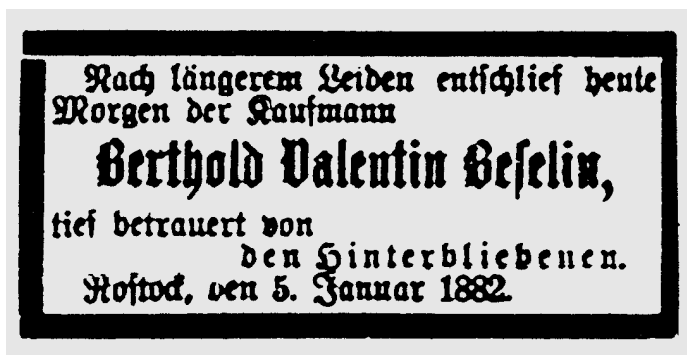 Nach längerem Leiden entschlief heute
Morgen der Kaufmann
Berthold Valentin Beselin,
tief betrauert von
den Hinterbliebenen.
Rostock, den 5. Januar 1882.